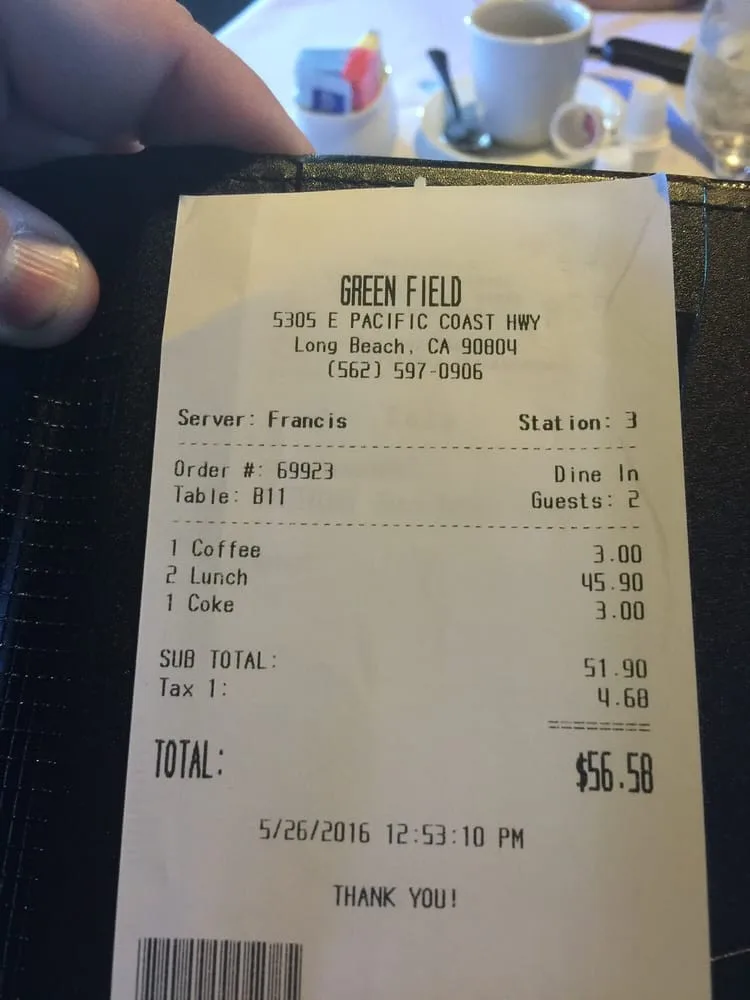 GREEN FIELD
5305 E PACIFIC COAST HWY
Long Beach, CA 90804
(562) 597-0906
Server: Francis Station: 3
Order #: 69923 Dine In
Table: B11 Guests: 2
1 Coffee 3.00
2 Lunch 45.90
1 Coke 3.00
SUB TOTAL: 51.90
Tax 1: 4.68
TOTAL: $56.58
5/26/2016 12:53:10 PM
THANK YOU!